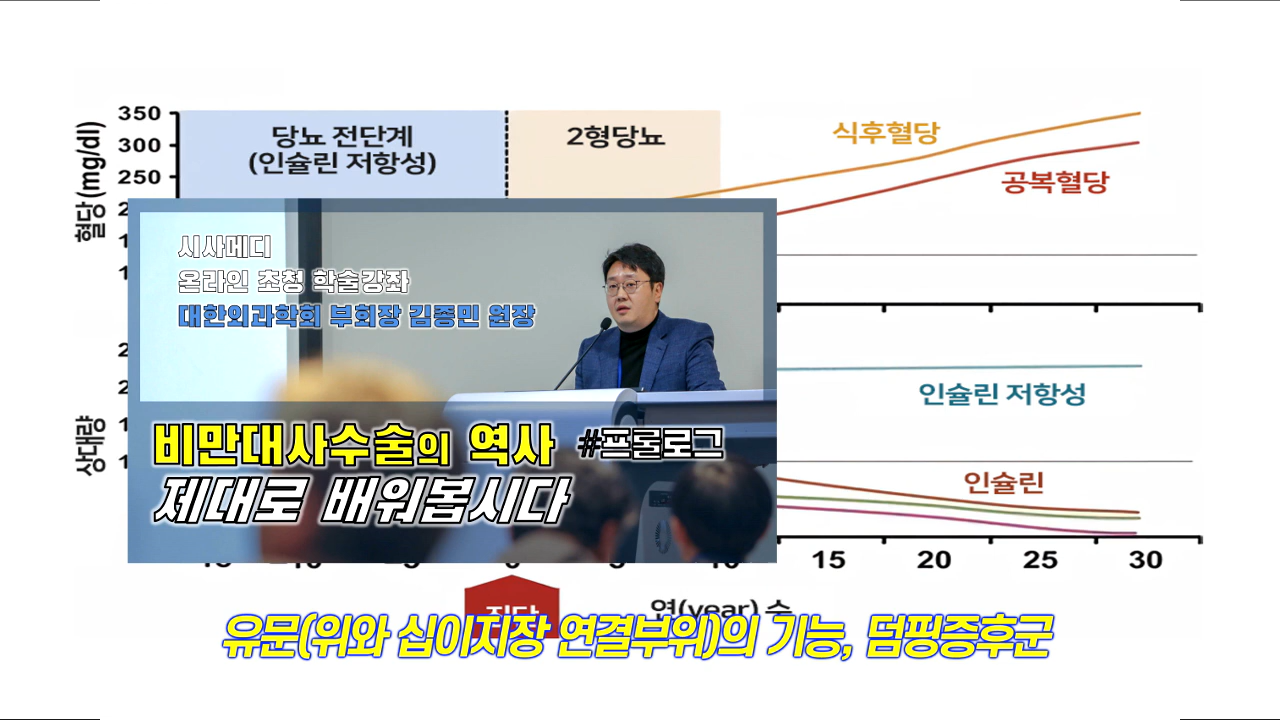 350
300
250
혈당(mg/dl)
당뇨 전단계
(인슐린 저항성)
2형당뇨
식후혈당
공복혈당
시사메디
온라인 초청 학술강좌
대한외과학회 부회장 김종민 원장
비만대사수술의 역사 #프롤로그
제대로 배워봅시다
상대량
인슐린 저항성
인슐린
15 20 25 30
진단
연(year) 수
유문(위와 십이지장 연결부위)의 기능, 덤핑증후군